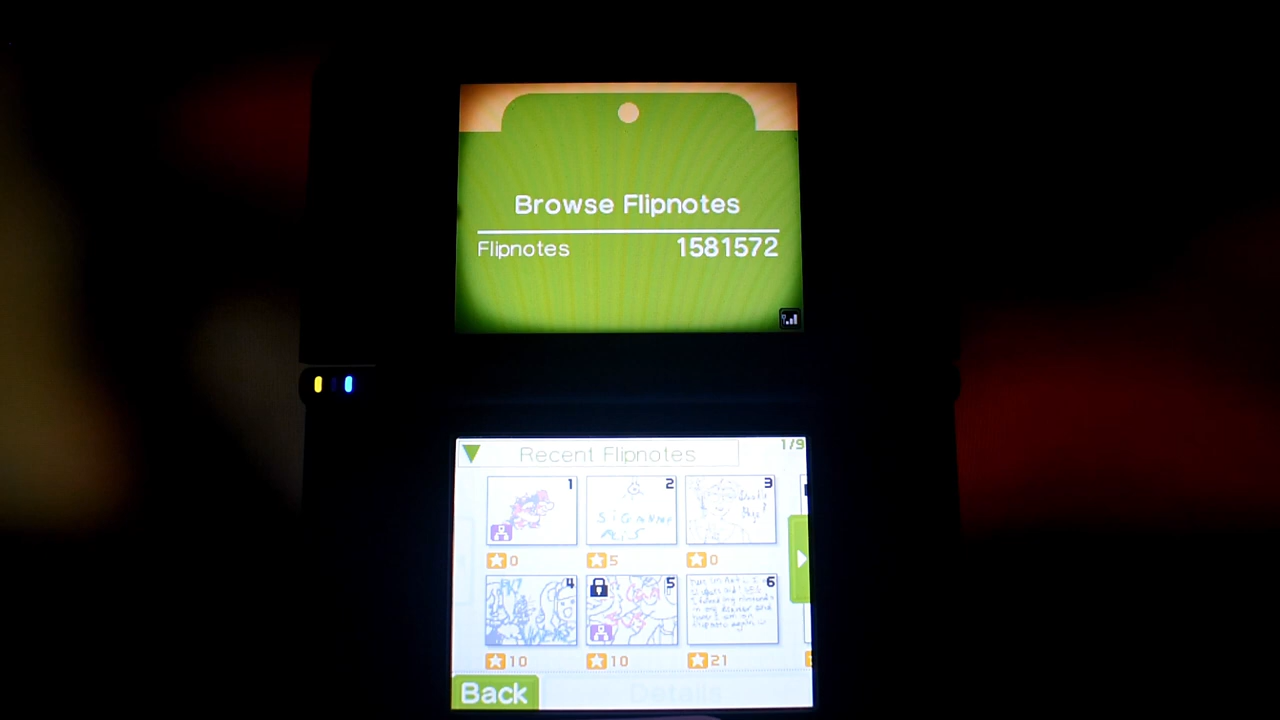 Browse Flipnotes
Flipnotes 1581572
Recent Flipnotes 1/9
1 2 3
0 5 0
4 5 6
10 10 21
Back Details